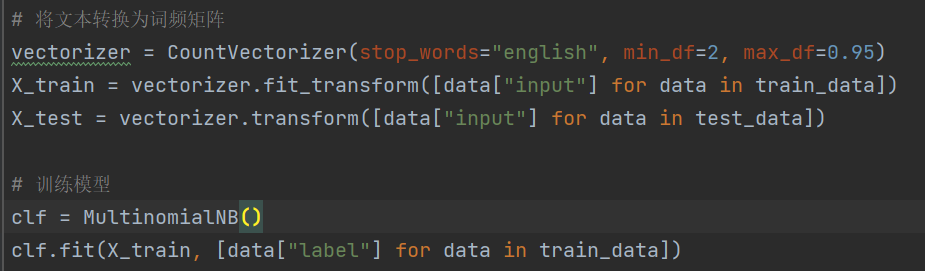 # 将文本转换为词频矩阵
vectorizer = CountVectorizer(stop_words="english", min_df=2, max_df=0.95)
X_train = vectorizer.fit_transform([data["input"] for data in train_data])
X_test = vectorizer.transform([data["input"] for data in test_data])
# 训练模型
clf = MultinomialNB()
clf.fit(X_train, [data["label"] for data in train_data])